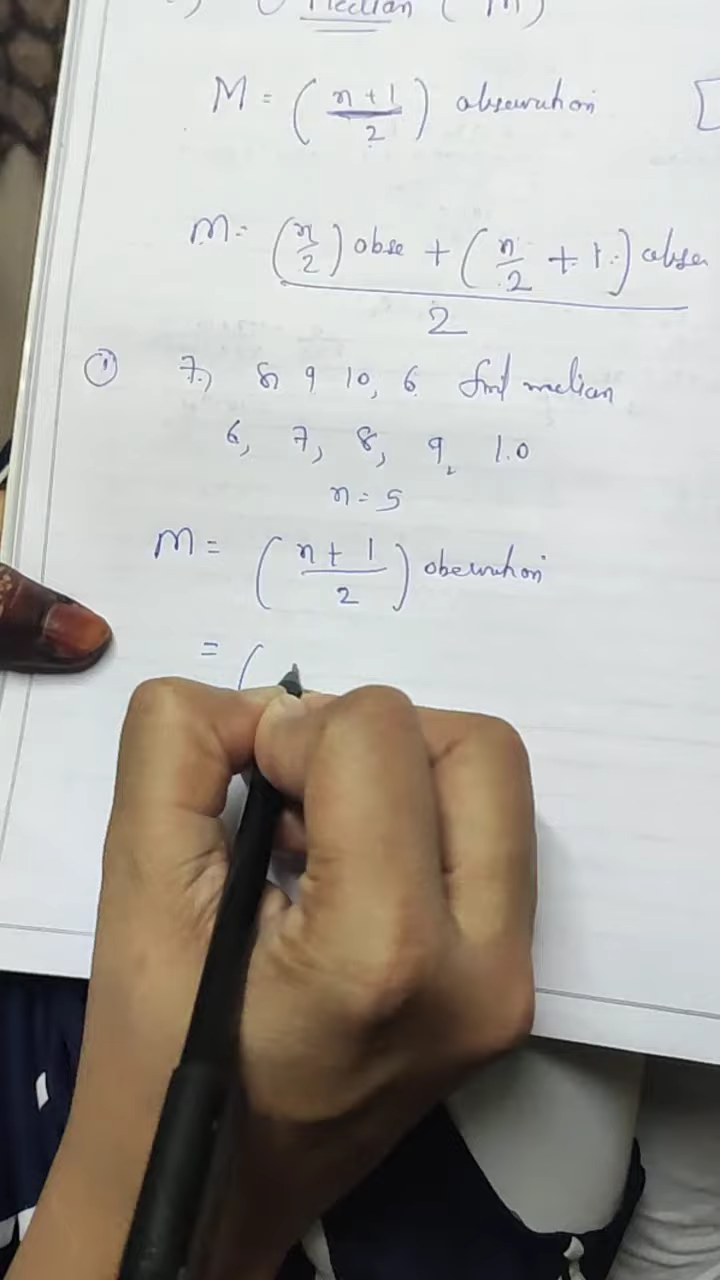 Median (M)
M = (n + 1 / 2) observation
M = (n/2) obse + (n/2 + 1) obser / 2
① 7, 8, 9 10, 6 find median
6, 7, 8, 9, 10
n = 5
M = (n + 1 / 2) observation
= (